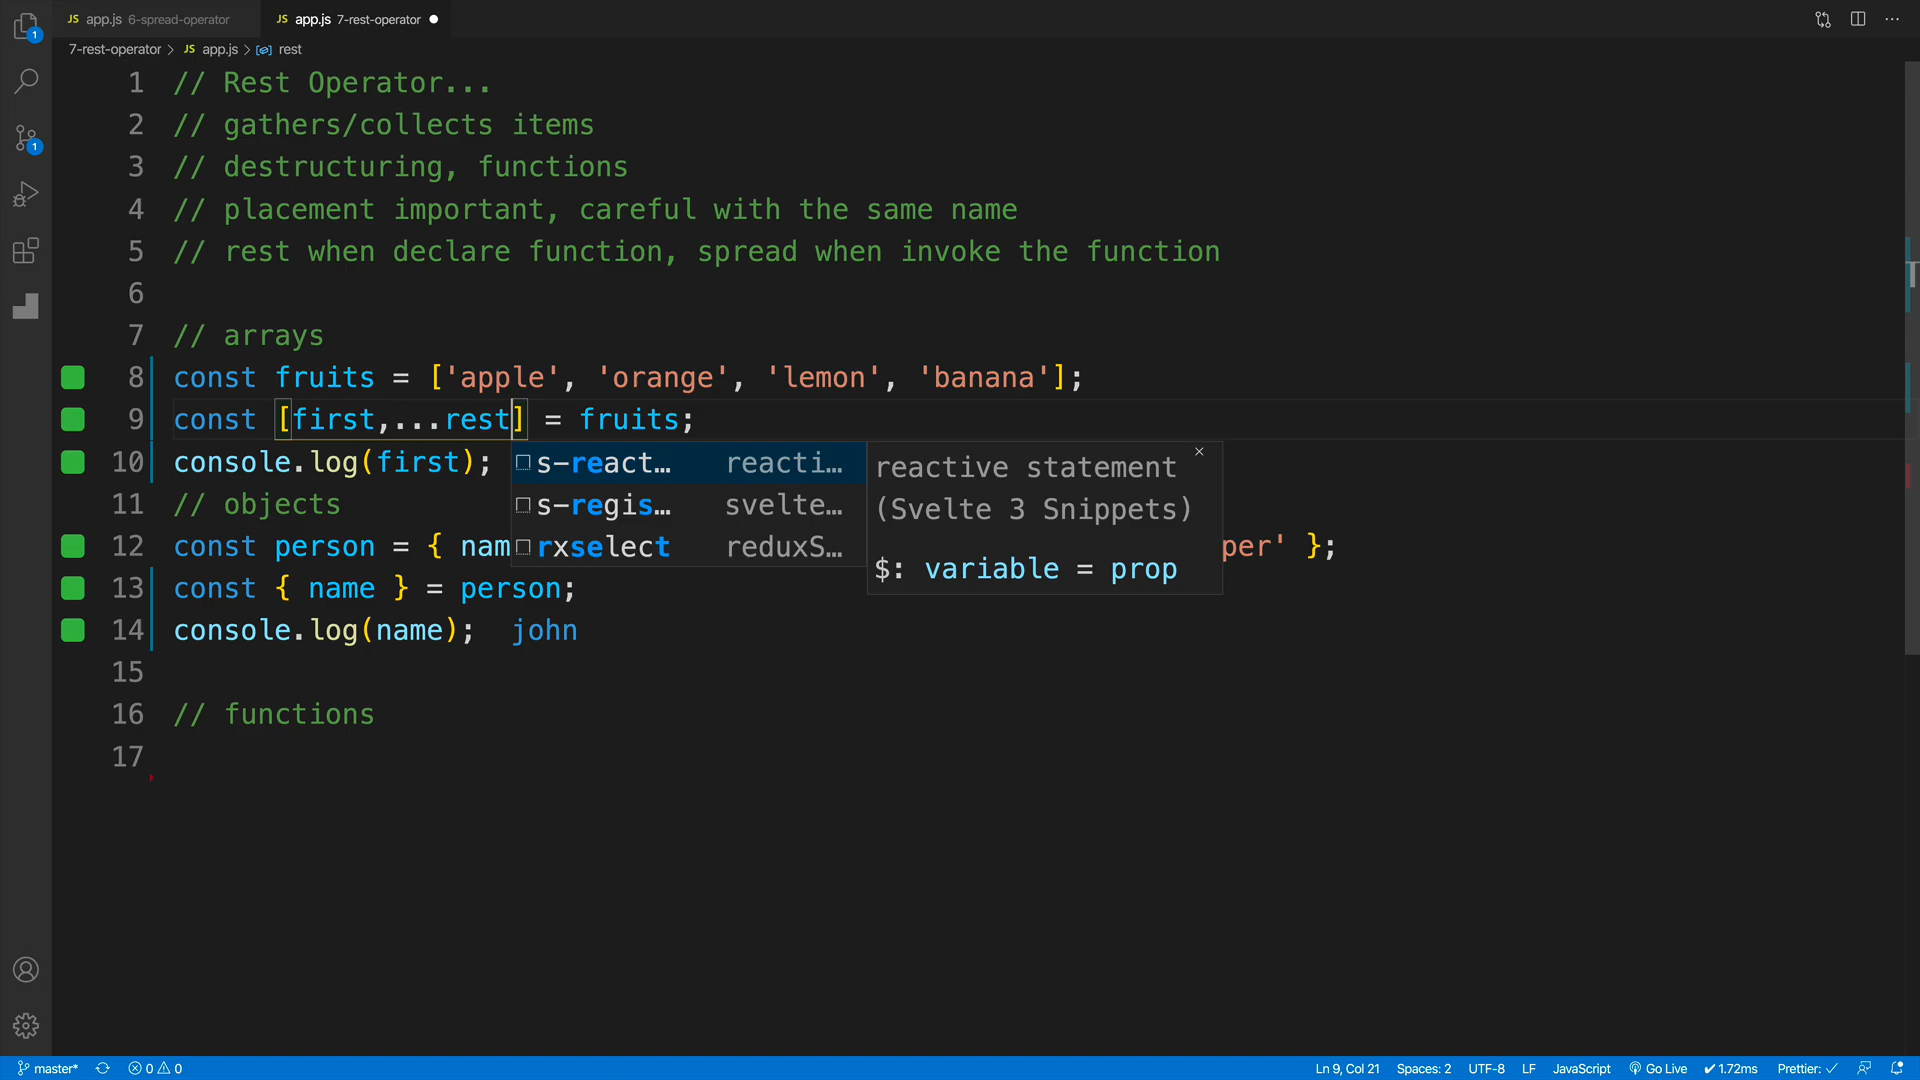 JS app.js 6-spread-operator
JS app.js 7-rest-operator
7-rest-operator > JS app.js > rest
1 // Rest Operator...
2 // gathers/collects items
3 // destructuring, functions
4 // placement important, careful with the same name
5 // rest when declare function, spread when invoke the function
6
7 // arrays
8 const fruits = ['apple', 'orange', 'lemon', 'banana'];
9 const [first,...rest] = fruits;
10 console.log(first);
s-react… reacti…
reactive statement
11 // objects
s-regis… svelte…
(Svelte 3 Snippets)
12 const person = { nam
rxselect reduxS…
per' };
$: variable = prop
13 const { name } = person;
14 console.log(name); john
15
16 // functions
17
1
1
master* 0 0 Ln 9, Col 21 Spaces: 2 UTF-8 LF JavaScript Go Live ✔ 1.72ms Prettier: ✓